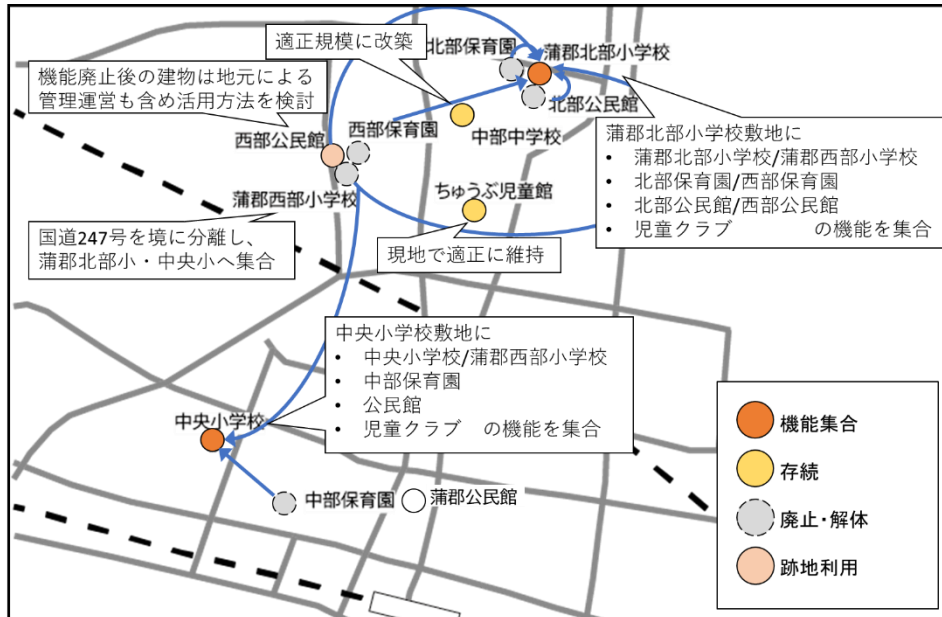 適正規模に改築
北部保育園
蒲郡北部小学校
機能廃止後の建物は地元による
管理運営も含め活用方法を検討
北部公民館
西部公民館
西部保育園
中部中学校
蒲郡北部小学校敷地に
• 蒲郡北部小学校/蒲郡西部小学校
• 北部保育園/西部保育園
• 北部公民館/西部公民館
• 児童クラブ の機能を集合
蒲郡西部小学校
ちゅうぶ児童館
国道247号を境に分離し、
蒲郡北部小・中央小へ集合
現地で適正に維持
中央小学校敷地に
• 中央小学校/蒲郡西部小学校
• 中部保育園
• 公民館
• 児童クラブ の機能を集合
中央小学校
中部保育園
蒲郡公民館
機能集合
存続
廃止・解体
跡地利用